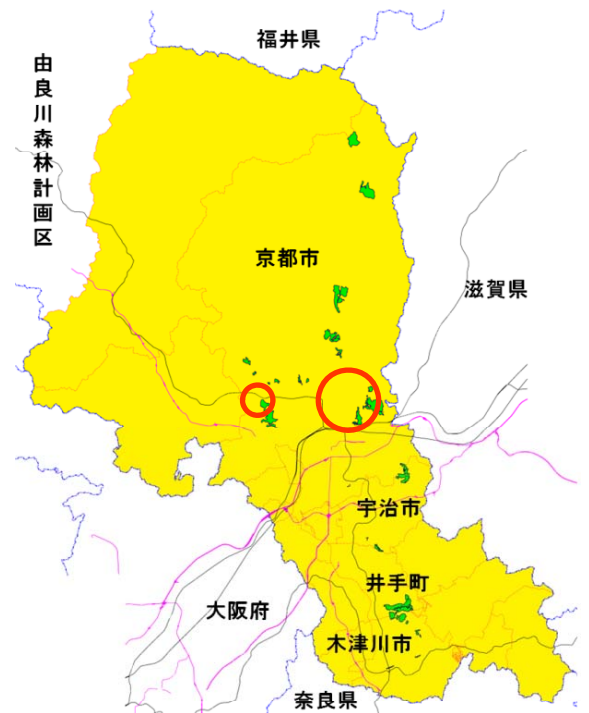 福井県
由良川森林計画区
京都市
滋賀県
宇治市
井手町
大阪府
木津川市
奈良県